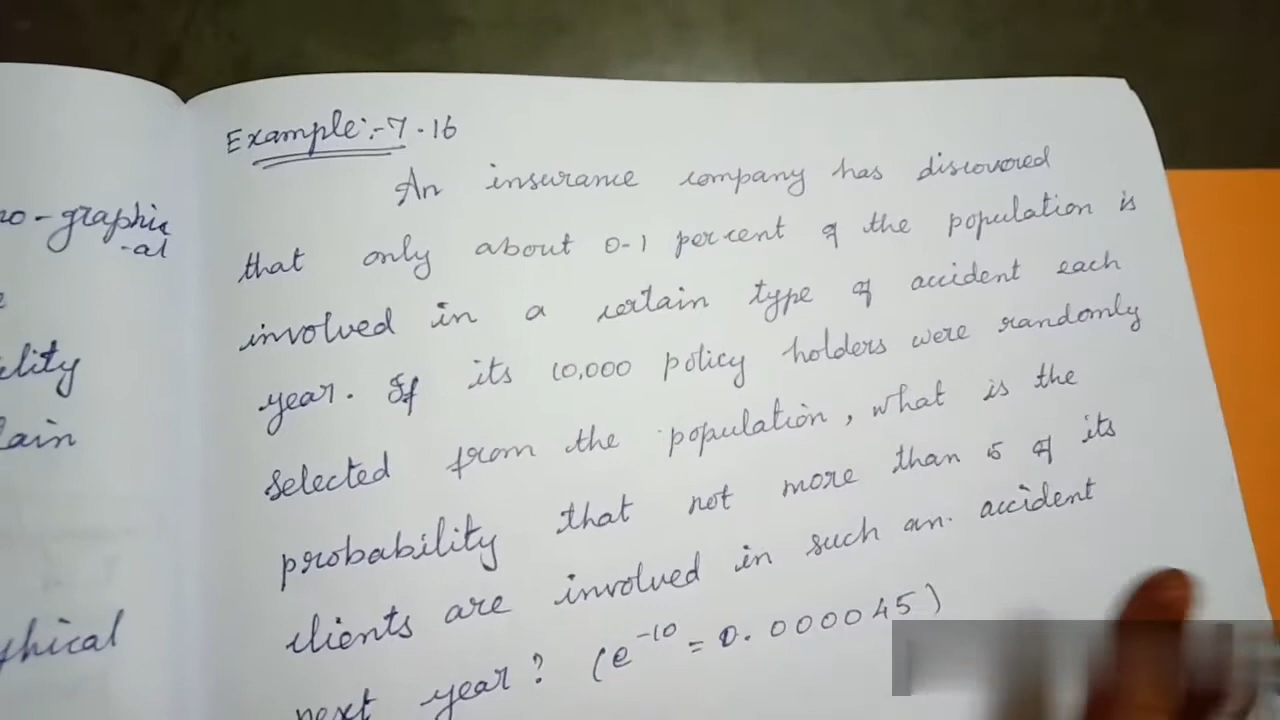 Example:- 7.16
An insurance company has discovered
that only about 0-1 percent of the population is
involved in a certain type of accident each
year. If its 10,000 policy holders were randomly
selected from the population, what is the
probability that not more than 5 of its
clients are involved in such an accident
next year? (e^-10 = 0.000045)
-graphic
-al